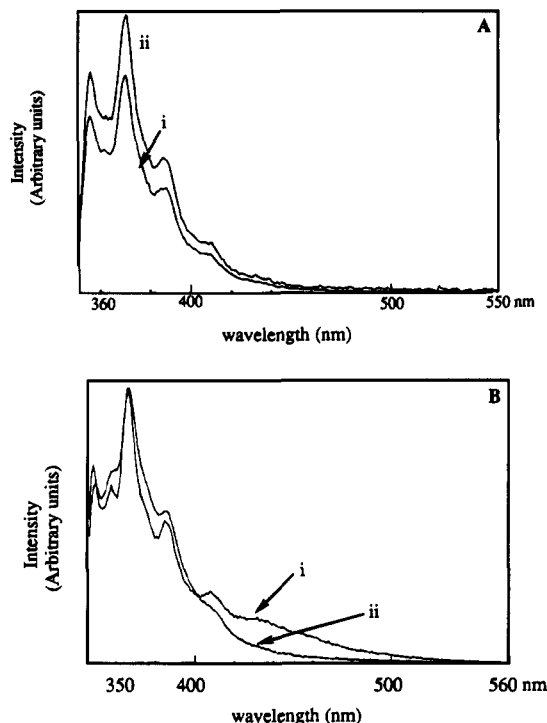 A
ii
i
Intensity
(Arbitrary units)
360 400 500 550 nm
wavelength (nm)
B
i
ii
Intensity
(Arbitrary units)
350 400 500 560 nm
wavelength (nm)